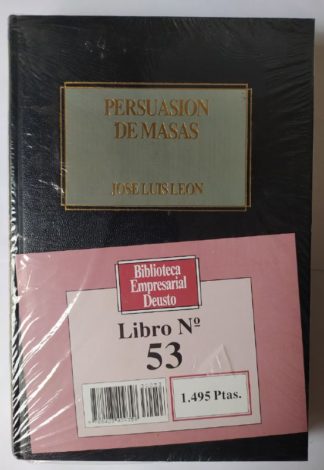 PERSUASION
DE MASAS
JOSE LUIS LEON
Biblioteca
Empresarial
Deusto
Libro Nº
53
1.495 Ptas.